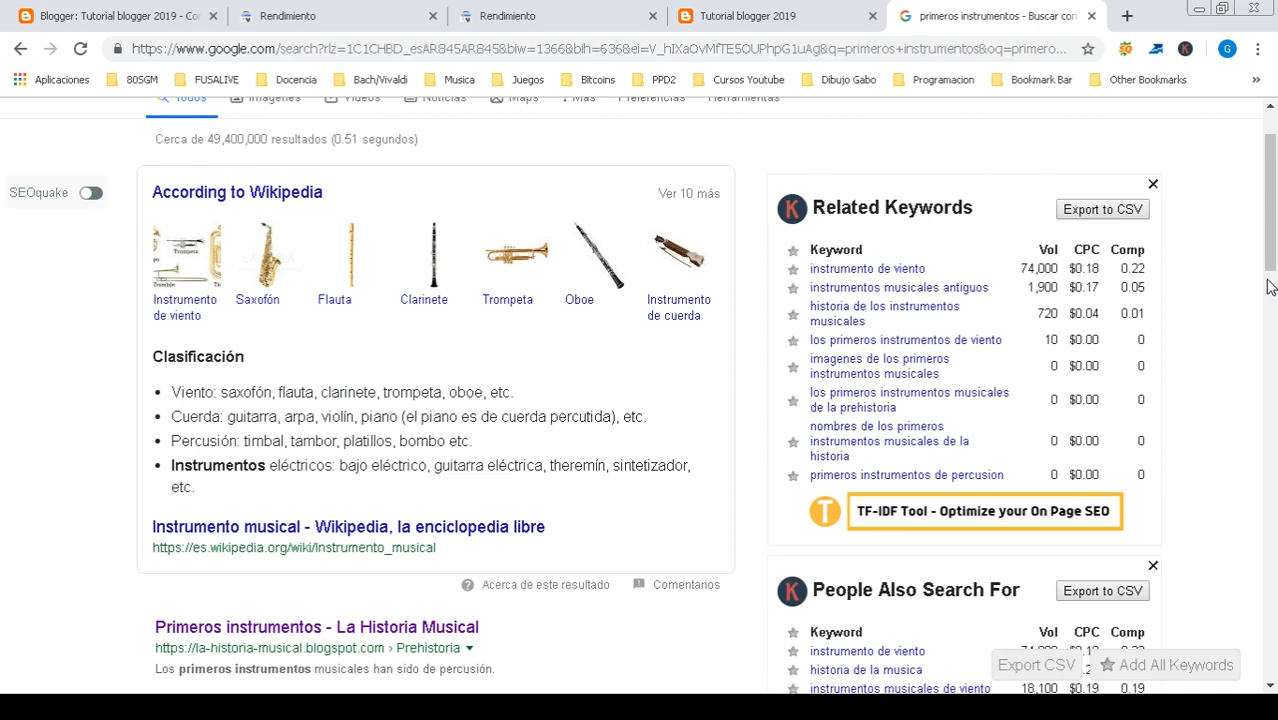 Blogger: Tutorial blogger 2019 - Cor
Rendimiento
Rendimiento
Tutorial blogger 2019
primeros instrumentos - Buscar con
https://www.google.com/search?rlz=1C1CHBD_esAR845AR845&biw=1366&bih=636&ei=V_hIXaOvMfTE5OUPhpG1uAg&q=primeros+instrumentos&oq=primero...
Aplicaciones
80SGM
FUSALIVE
Docencia
Bach/Vivaldi
Musica
Juegos
Bitcoins
PPD2
Cursos Youtube
Dibujo Gabo
Programacion
Bookmark Bar
Other Bookmarks
Todos
Imágenes
Videos
Noticias
Maps
Más
Preferencias
Herramientas
Cerca de 49,400,000 resultados (0.51 segundos)
SEOquake
According to Wikipedia
Ver 10 más
Trompeta
Instrumento de viento
Saxofón
Flauta
Clarinete
Trompeta
Oboe
Instrumento de cuerda
Clasificación
Viento: saxofón, flauta, clarinete, trompeta, oboe, etc.
Cuerda: guitarra, arpa, violín, piano (el piano es de cuerda percutida), etc.
Percusión: timbal, tambor, platillos, bombo etc.
Instrumentos eléctricos: bajo eléctrico, guitarra eléctrica, theremín, sintetizador,
etc.
Instrumento musical - Wikipedia, la enciclopedia libre
https://es.wikipedia.org/wiki/Instrumento_musical
Acerca de este resultado
Comentarios
Primeros instrumentos - La Historia Musical
https://la-historia-musical.blogspot.com › Prehistoria
Los primeros instrumentos musicales han sido de percusión.
K Related Keywords
Export to CSV
Keyword Vol CPC Comp
instrumento de viento 74,000 $0.18 0.22
instrumentos musicales antiguos 1,900 $0.17 0.05
historia de los instrumentos
musicales 720 $0.04 0.01
los primeros instrumentos de viento 10 $0.00 0
imagenes de los primeros
instrumentos musicales 0 $0.00 0
los primeros instrumentos musicales
de la prehistoria 0 $0.00 0
nombres de los primeros
instrumentos musicales de la
historia 0 $0.00 0
primeros instrumentos de percusion 0 $0.00 0
T TF-IDF Tool - Optimize your On Page SEO
K People Also Search For
Export to CSV
Keyword Vol CPC Comp
instrumento de viento
historia de la musica
instrumentos musicales de viento 18,100 $0.19 0.19
Export CSV
Add All Keywords